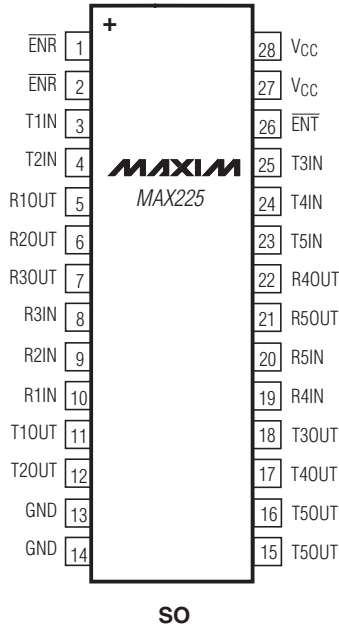 +
ENR 1
ENR 2
T1IN 3
T2IN 4
R1OUT 5
R2OUT 6
R3OUT 7
R3IN 8
R2IN 9
R1IN 10
T1OUT 11
T2OUT 12
GND 13
GND 14
MAXIM
MAX225
28 VCC
27 VCC
26 ENT
25 T3IN
24 T4IN
23 T5IN
22 R4OUT
21 R5OUT
20 R5IN
19 R4IN
18 T3OUT
17 T4OUT
16 T5OUT
15 T5OUT
SO